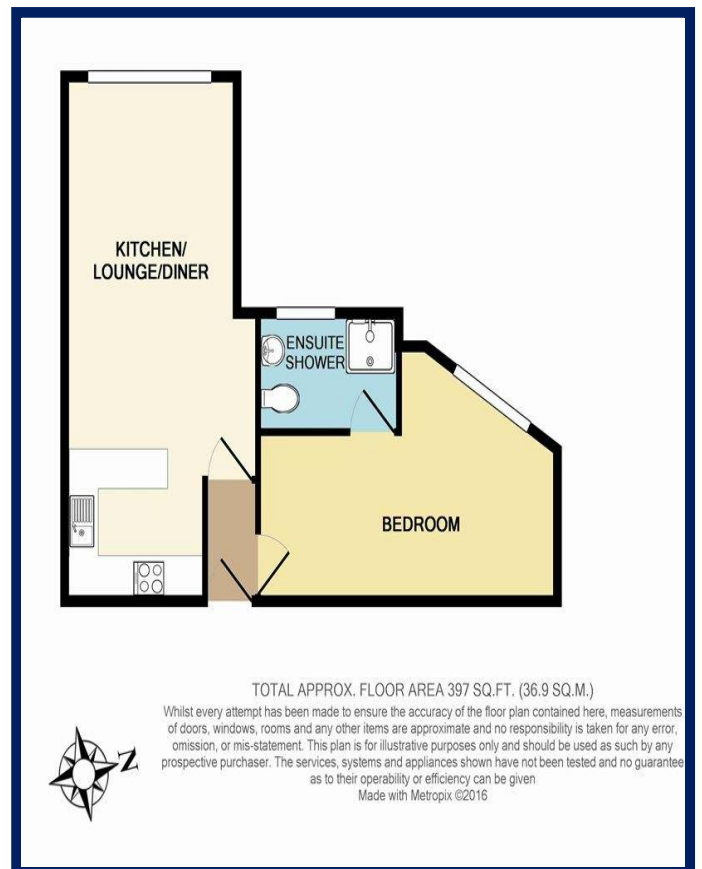 KITCHEN/
LOUNGE/DINER
ENSUITE
SHOWER
BEDROOM
TOTAL APPROX. FLOOR AREA 397 SQ.FT. (36.9 SQ.M.)
Whilst every attempt has been made to ensure the accuracy of the floor plan contained here, measurements
of doors, windows, rooms and any other items are approximate and no responsibility is taken for any error,
omission, or mis-statement. This plan is for illustrative purposes only and should be used as such by any
prospective purchaser. The services, systems and appliances shown have not been tested and no guarantee
as to their operability or efficiency can be given
Made with Metropix ©2016
N